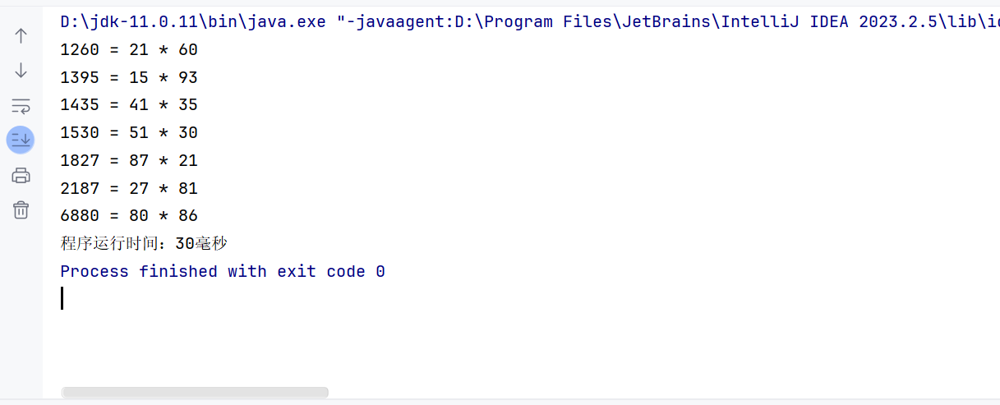 D:\jdk-11.0.11\bin\java.exe "-javaagent:D:\Program Files\JetBrains\IntelliJ IDEA 2023.2.5\lib\
1260 = 21 * 60
1395 = 15 * 93
1435 = 41 * 35
1530 = 51 * 30
1827 = 87 * 21
2187 = 27 * 81
6880 = 80 * 86
程序运行时间：30毫秒
Process finished with exit code 0